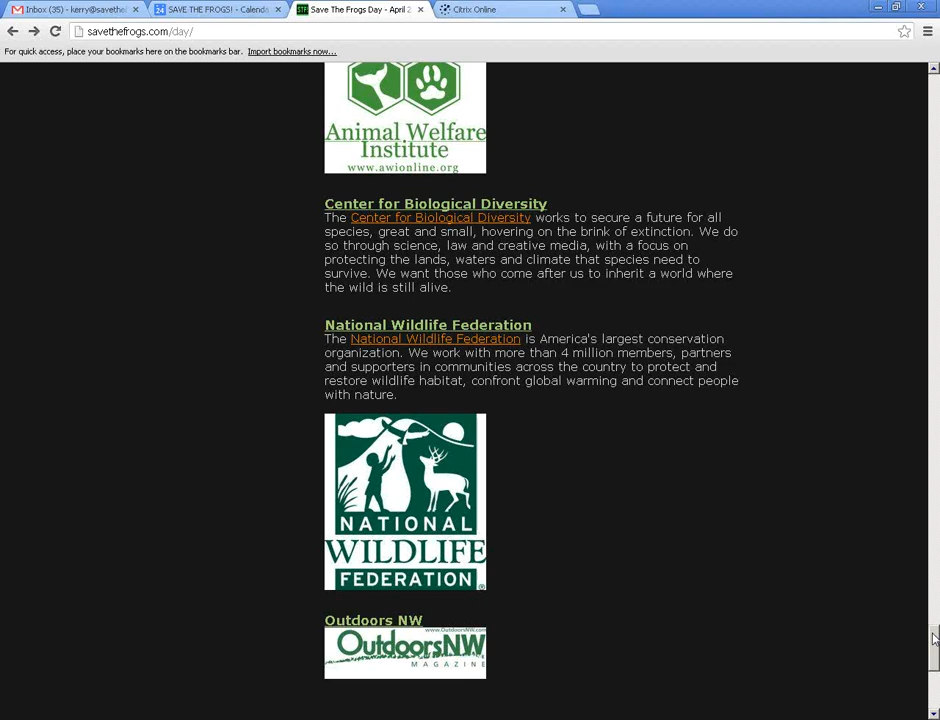 Inbox (35) - kerry@savethe
SAVE THE FROGS! - Calenda
Save The Frogs Day - April 2
Citrix Online
savethefrogs.com/day/
For quick access, place your bookmarks here on the bookmarks bar. Import bookmarks now...
Animal Welfare
Institute
www.awionline.org
Center for Biological Diversity
The Center for Biological Diversity works to secure a future for all
species, great and small, hovering on the brink of extinction. We do
so through science, law and creative media, with a focus on
protecting the lands, waters and climate that species need to
survive. We want those who come after us to inherit a world where
the wild is still alive.
National Wildlife Federation
The National Wildlife Federation is America's largest conservation
organization. We work with more than 4 million members, partners
and supporters in communities across the country to protect and
restore wildlife habitat, confront global warming and connect people
with nature.
NATIONAL
WILDLIFE
FEDERATION
Outdoors NW
www.OutdoorsNW.com
OutdoorsNW
MAGAZINE